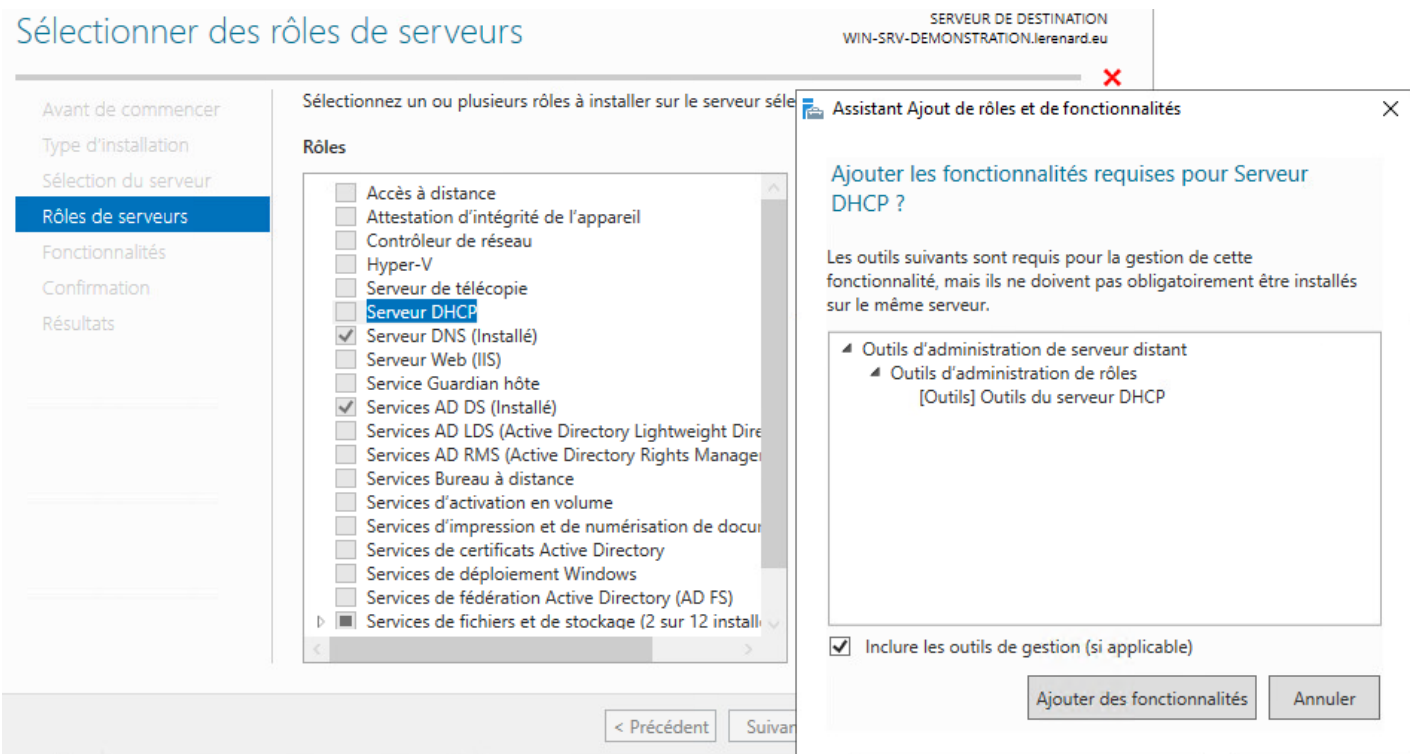 Sélectionner des rôles de serveurs
SERVEUR DE DESTINATION
WIN-SRV-DEMONSTRATION.lerenard.eu
Avant de commencer
Type d'installation
Sélection du serveur
Rôles de serveurs
Fonctionnalités
Confirmation
Résultats
Sélectionnez un ou plusieurs rôles à installer sur le serveur séle
Rôles
Accès à distance
Attestation d'intégrité de l'appareil
Contrôleur de réseau
Hyper-V
Serveur de télécopie
Serveur DHCP
Serveur DNS (Installé)
Serveur Web (IIS)
Service Guardian hôte
Services AD DS (Installé)
Services AD LDS (Active Directory Lightweight Dire
Services AD RMS (Active Directory Rights Manage
Services Bureau à distance
Services d'activation en volume
Services d'impression et de numérisation de docu
Services de certificats Active Directory
Services de déploiement Windows
Services de fédération Active Directory (AD FS)
Services de fichiers et de stockage (2 sur 12 install
< Précédent
Suivan
Assistant Ajout de rôles et de fonctionnalités
Ajouter les fonctionnalités requises pour Serveur
DHCP ?
Les outils suivants sont requis pour la gestion de cette
fonctionnalité, mais ils ne doivent pas obligatoirement être installés
sur le même serveur.
Outils d'administration de serveur distant
Outils d'administration de rôles
[Outils] Outils du serveur DHCP
Inclure les outils de gestion (si applicable)
Ajouter des fonctionnalités
Annuler